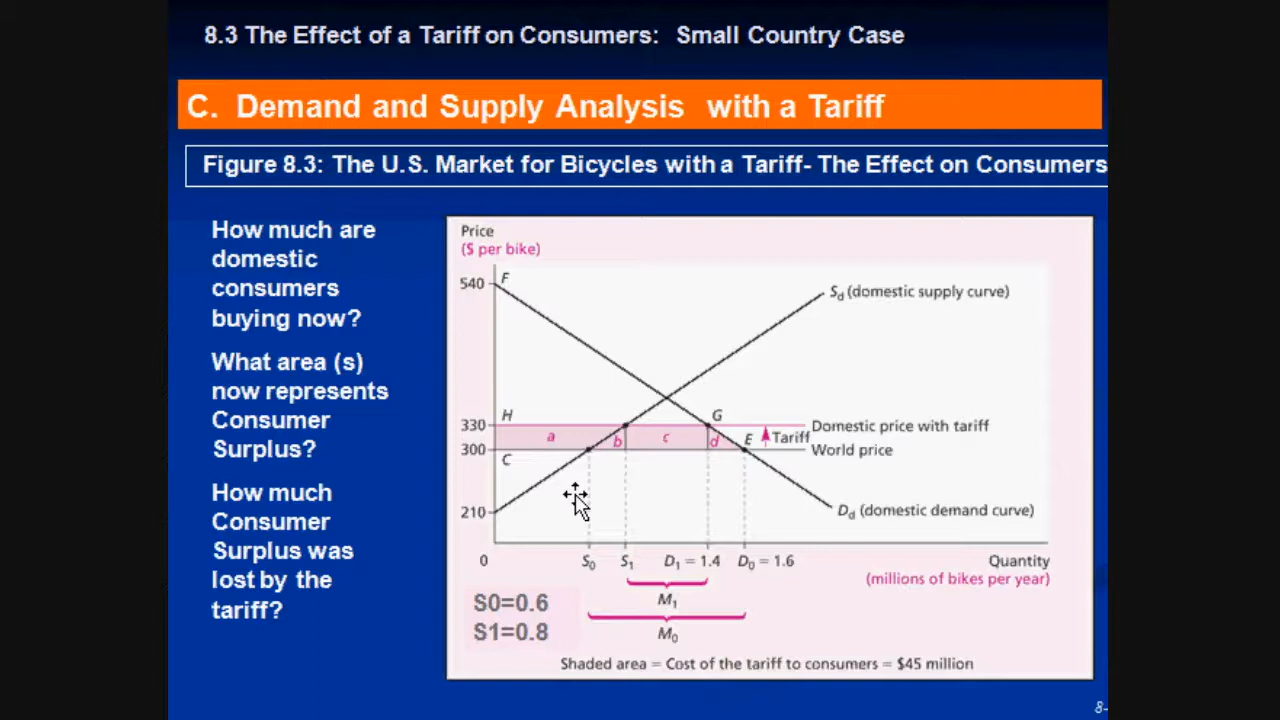 8.3 The Effect of a Tariff on Consumers: Small Country Case
C. Demand and Supply Analysis with a Tariff
Figure 8.3: The U.S. Market for Bicycles with a Tariff- The Effect on Consumers
How much are
domestic
consumers
buying now?
What area (s)
now represents
Consumer
Surplus?
How much
Consumer
Surplus was
lost by the
tariff?
Price
($ per bike)
540
F
Sd (domestic supply curve)
H
G
330
Domestic price with tariff
a
b
c
d
E
Tariff
300
World price
C
210
Dd (domestic demand curve)
0
S0
S1
D1 = 1.4
D0 = 1.6
Quantity
(millions of bikes per year)
M1
S0=0.6
S1=0.8
M0
Shaded area = Cost of the tariff to consumers = $45 million
8-